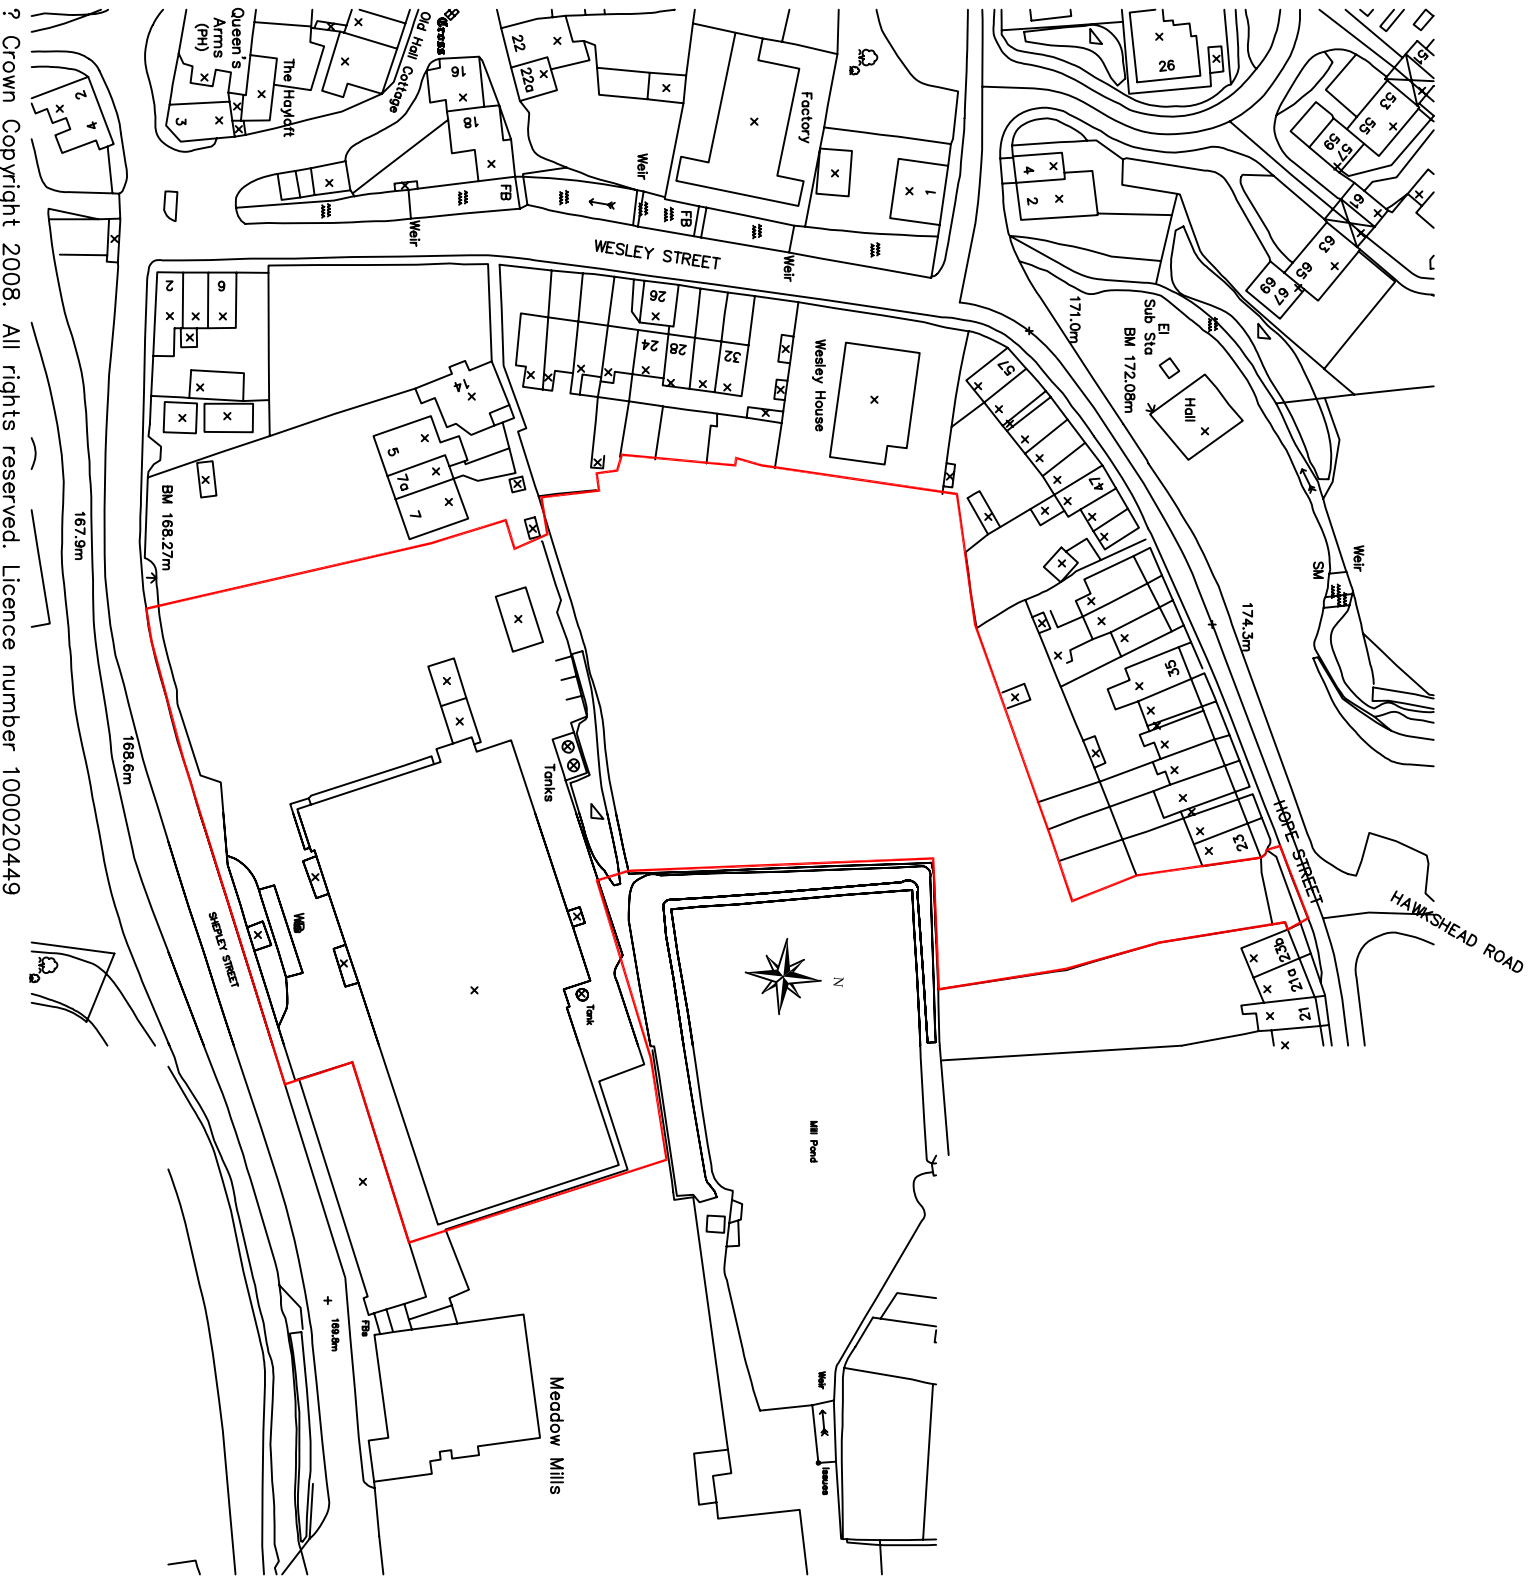 51
53
55
57
59
61
63
65
67
69
26
22
22a
Factory
Cross
Old Hall Cottage
16
18
Queen's
Arms
(PH)
The Hayloft
3
2
4
Weir
FB
FB
Weir
Weir
1
4
2
WESLEY STREET
171.0m
El
Sub Sta
BM 172.08m
Hall
Weir
SM
174.3m
2
6
26
24
28
32
Wesley House
57
47
35
23
14
5
7a
7
BM 168.27m
167.9m
168.6m
Tanks
Tank
SHEPLEY STREET
HOPE STREET
HAWKSHEAD ROAD
23b
21a
21
N
Mill Pond
169.8m
FBs
Meadow Mills
Weir
Issues
? Crown Copyright 2008. All rights reserved. Licence number 100020449